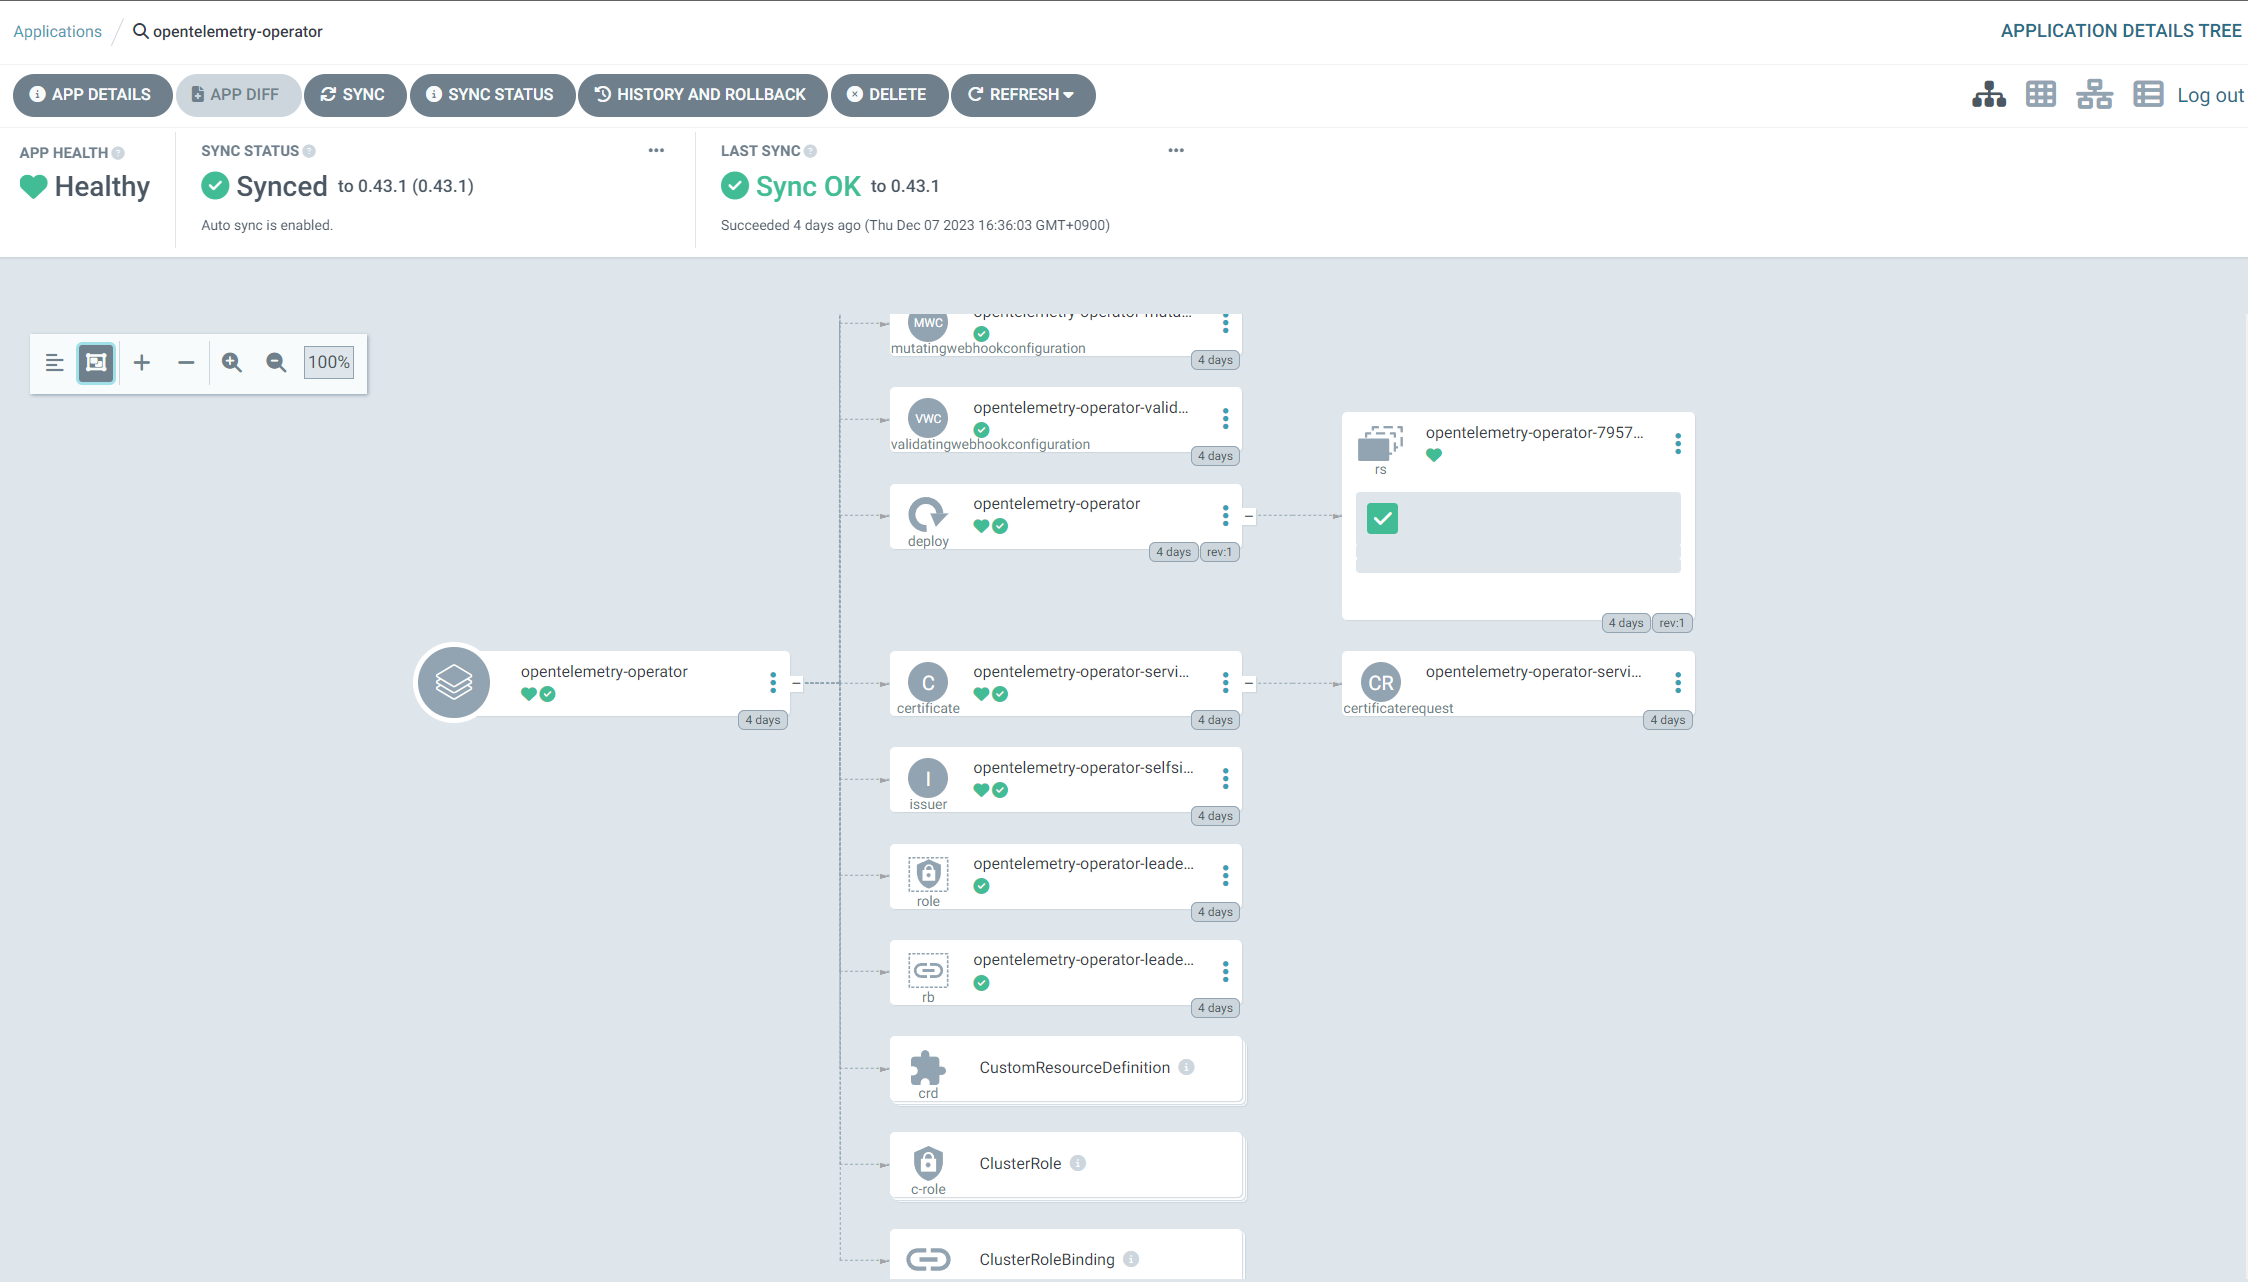 Applications
opentelemetry-operator
APPLICATION DETAILS TREE
APP DETAILS
APP DIFF
SYNC
SYNC STATUS
HISTORY AND ROLLBACK
DELETE
REFRESH
Log out
APP HEALTH
Healthy
SYNC STATUS
Synced to 0.43.1 (0.43.1)
Auto sync is enabled.
LAST SYNC
Sync OK to 0.43.1
Succeeded 4 days ago (Thu Dec 07 2023 16:36:03 GMT+0900)
100%
opentelemetry-operator
4 days
MWC
opentelemetry-operator-muta...
mutatingwebhookconfiguration
4 days
VWC
opentelemetry-operator-valid...
validatingwebhookconfiguration
4 days
opentelemetry-operator
deploy
4 days
rev:1
opentelemetry-operator-7957...
rs
4 days
rev:1
C
opentelemetry-operator-servi...
certificate
4 days
CR
opentelemetry-operator-servi...
certificaterequest
4 days
I
opentelemetry-operator-selfsi...
issuer
4 days
opentelemetry-operator-leade...
role
4 days
opentelemetry-operator-leade...
rb
4 days
CustomResourceDefinition
crd
ClusterRole
c-role
ClusterRoleBinding